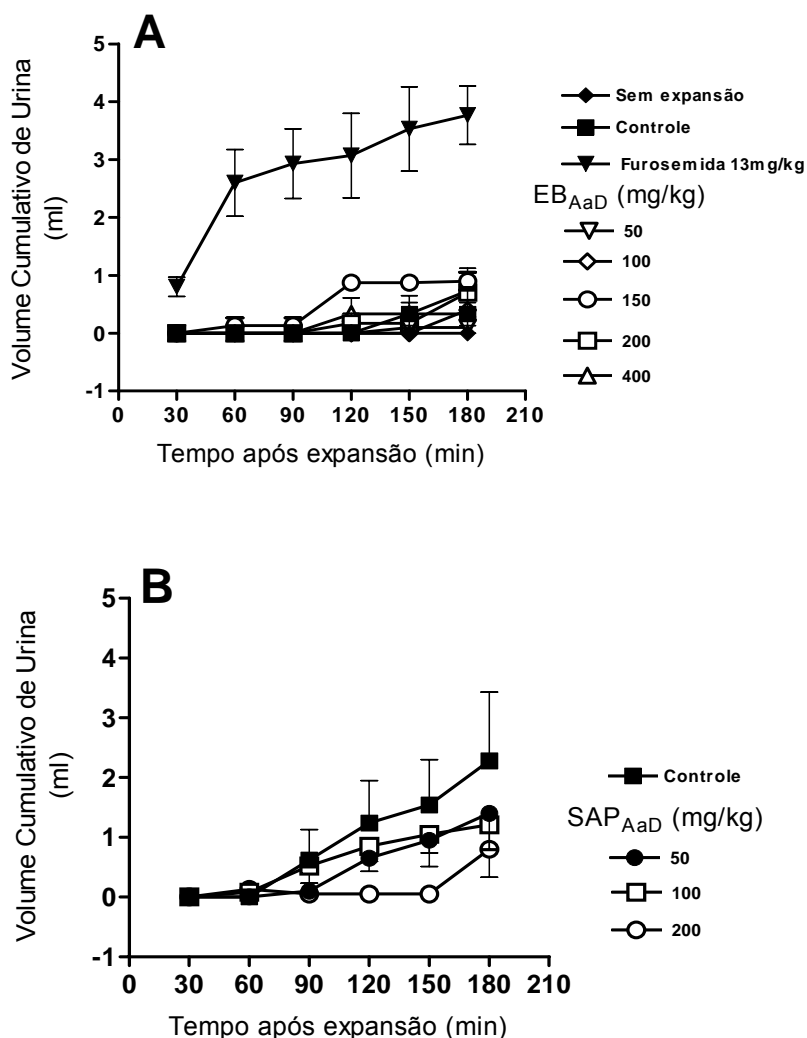 A
5
4
3
2
1
0
-1
0 30 60 90 120 150 180 210
Volume Cumulativo de Urina
(ml)
Tempo após expansão (min)
Sem expansão
Controle
Furosemida 13mg/kg
EBAaD (mg/kg)
50
100
150
200
400
B
5
4
3
2
1
0
-1
0 30 60 90 120 150 180 210
Volume Cumulativo de Urina
(ml)
Tempo após expansão (min)
Controle
SAPAaD (mg/kg)
50
100
200